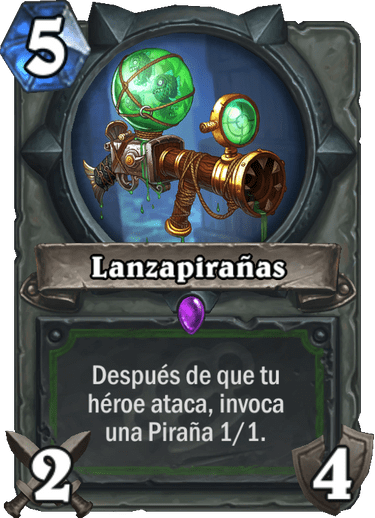 5
Lanzapirañas
Después de que tu
héroe ataca, invoca
una Piraña 1/1.
2
4